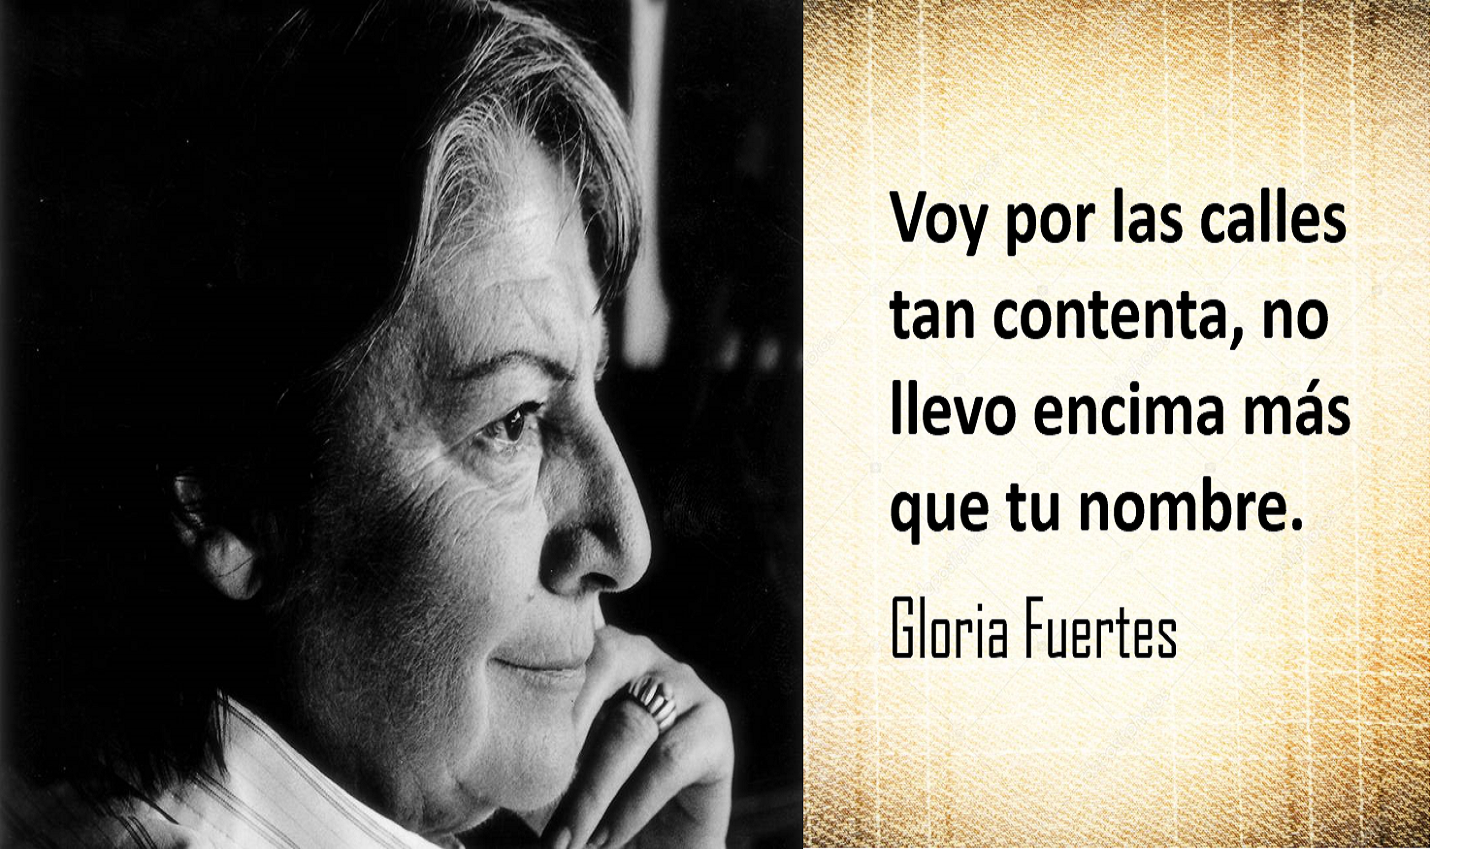 Voy por las calles
tan contenta, no
llevo encima más
que tu nombre.
Gloria Fuertes